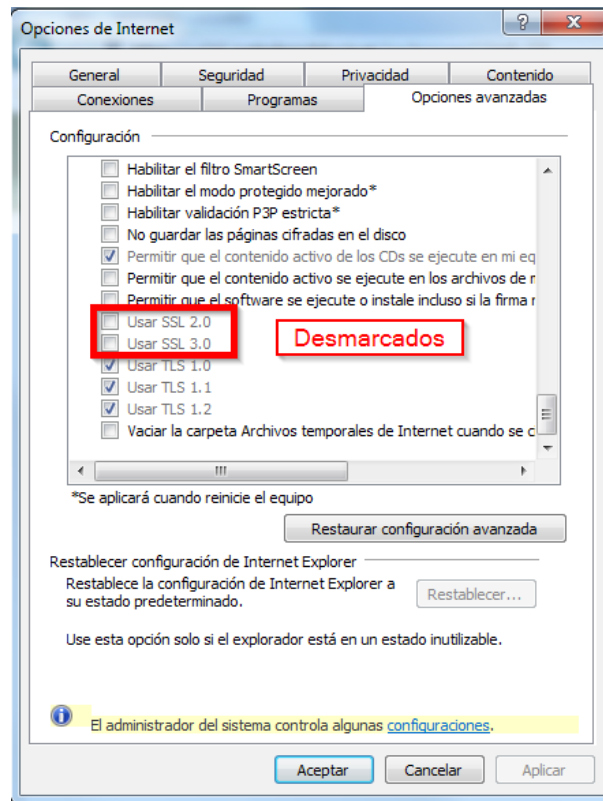 Opciones de Internet
General
Seguridad
Privacidad
Contenido
Conexiones
Programas
Opciones avanzadas
Configuración
Habilitar el filtro SmartScreen
Habilitar el modo protegido mejorado*
Habilitar validación P3P estricta*
No guardar las páginas cifradas en el disco
Permitir que el contenido activo de los CDs se ejecute en mi eq
Permitir que el contenido activo se ejecute en los archivos de
Permitir que el software se ejecute o instale incluso si la firma
Usar SSL 2.0
Usar SSL 3.0
Desmarcados
Usar TLS 1.0
Usar TLS 1.1
Usar TLS 1.2
Vaciar la carpeta Archivos temporales de Internet cuando se c
*Se aplicará cuando reinicie el equipo
Restaurar configuración avanzada
Restablecer configuración de Internet Explorer
Restablece la configuración de Internet Explorer a
su estado predeterminado.
Restablecer...
Use esta opción solo si el explorador está en un estado inutilizable.
El administrador del sistema controla algunas configuraciones.
Aceptar
Cancelar
Aplicar